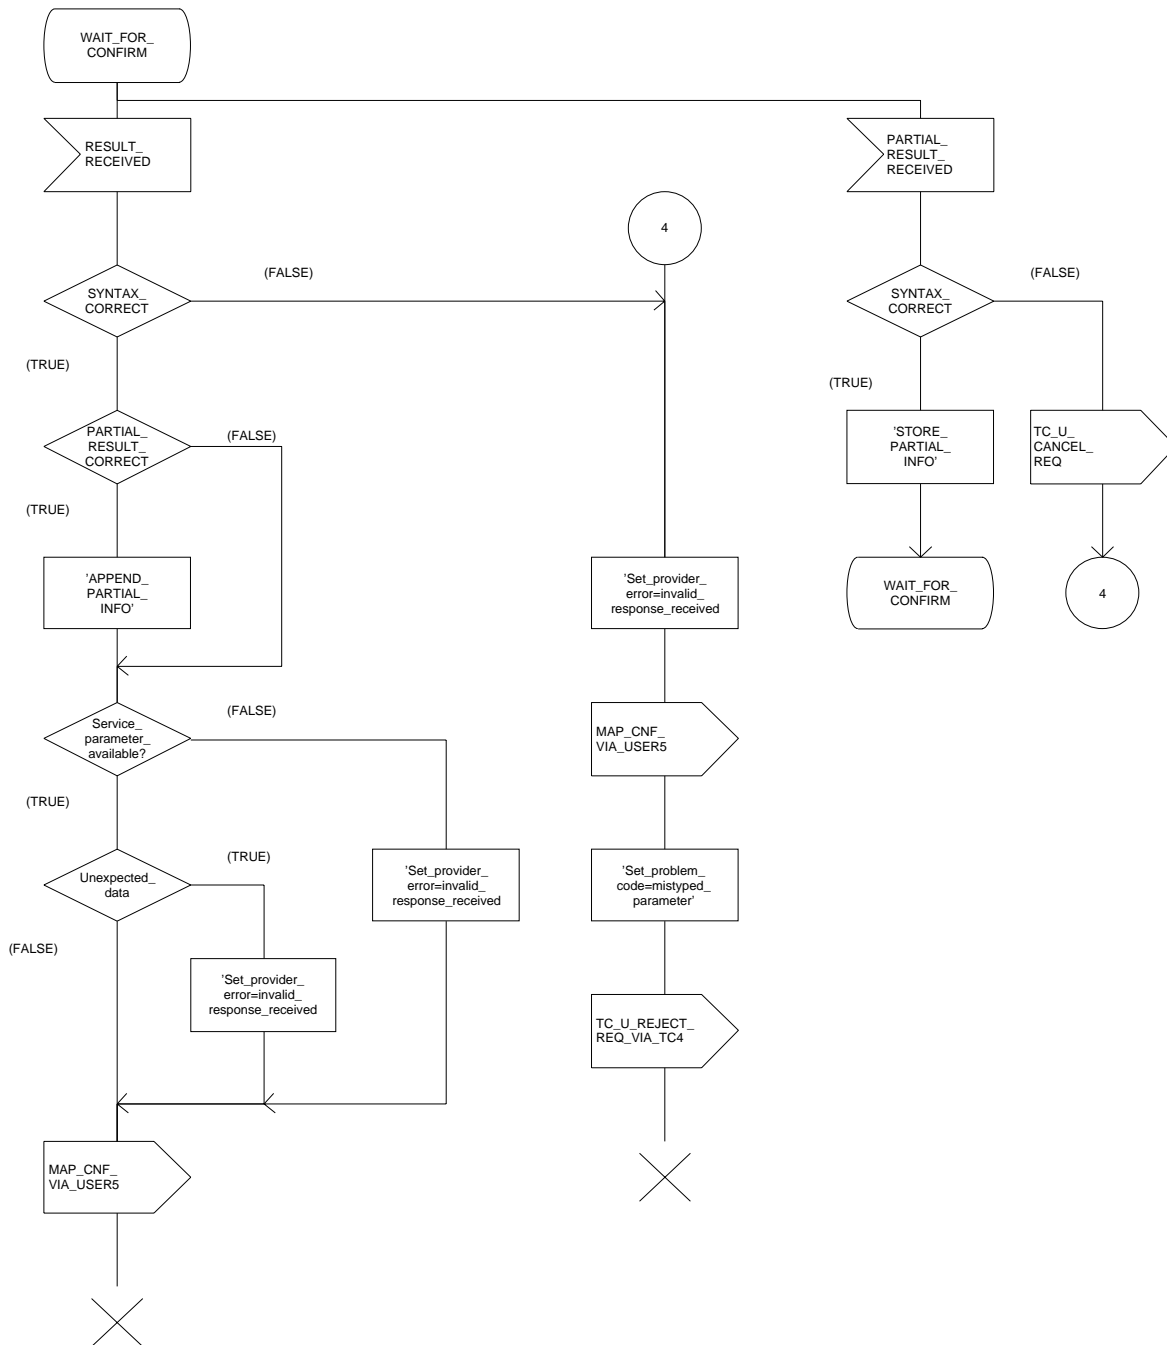 WAIT_FOR_
CONFIRM
RESULT_
RECEIVED
PARTIAL_
RESULT_
RECEIVED
4
(FALSE)
(FALSE)
SYNTAX_
CORRECT
SYNTAX_
CORRECT
(TRUE)
(TRUE)
PARTIAL_
RESULT_
CORRECT
(FALSE)
'STORE_
PARTIAL_
INFO'
TC_U_
CANCEL_
REQ
(TRUE)
'APPEND_
PARTIAL_
INFO'
'Set_provider_
error=invalid_
response_received
WAIT_FOR_
CONFIRM
4
Service_
parameter_
available?
(FALSE)
MAP_CNF_
VIA_USER5
(TRUE)
Unexpected_
data
(TRUE)
'Set_provider_
error=invalid_
response_received
'Set_problem_
code=mistyped_
parameter'
(FALSE)
'Set_provider_
error=invalid_
response_received
TC_U_REJECT_
REQ_VIA_TC4
MAP_CNF_
VIA_USER5